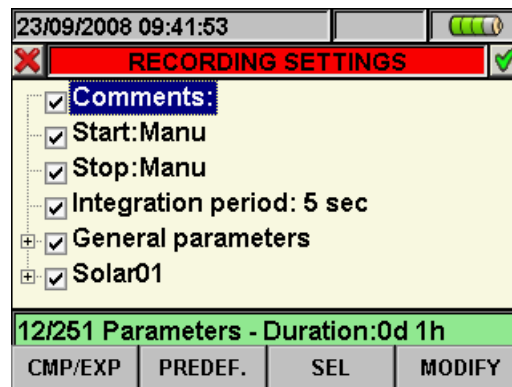 23/09/2008 09:41:53
RECORDING SETTINGS
Comments:
Start:Manu
Stop:Manu
Integration period: 5 sec
General parameters
Solar01
12/251 Parameters - Duration:0d 1h
CMP/EXP PREDEF. SEL MODIFY